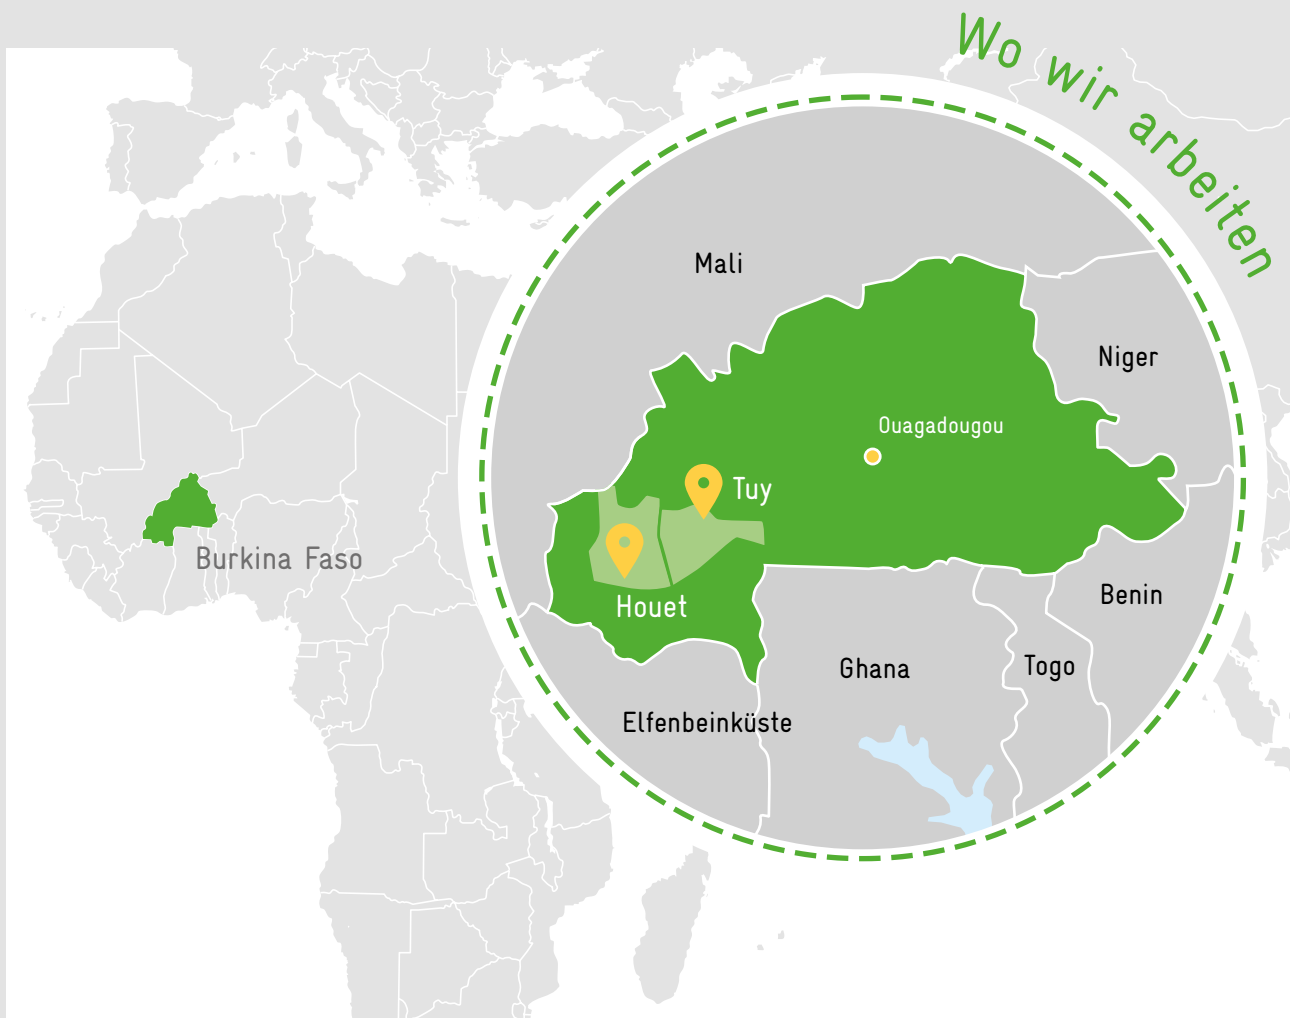 Wo wir arbeiten
Mali
Niger
Ouagadougou
Tuy
Burkina Faso
Houet
Benin
Ghana
Togo
Elfenbeinküste